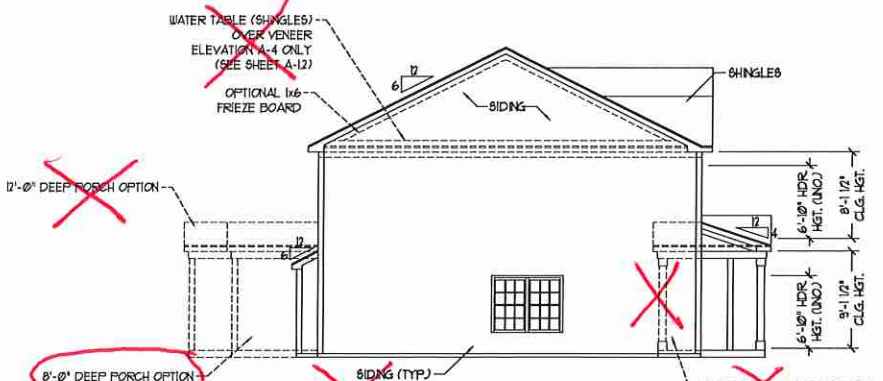 WATER TABLE (SHINGLES)
OVER VENEER
ELEVATION A-4 ONLY
(SEE SHEET A-1.2)
12
6
OPTIONAL 1x6
FRIEZE BOARD
SIDING
SHINGLES
12'-0" DEEP PORCH OPTION
6'-10" HDR.
HGT. (UNO.)
8'-1 1/2"
CLG. HGT.
12
6
12
4
6'-10" HDR.
HGT. (UNO.)
9'-1 1/2"
CLG. HGT.
8'-0" DEEP PORCH OPTION
SIDING (TYP.)